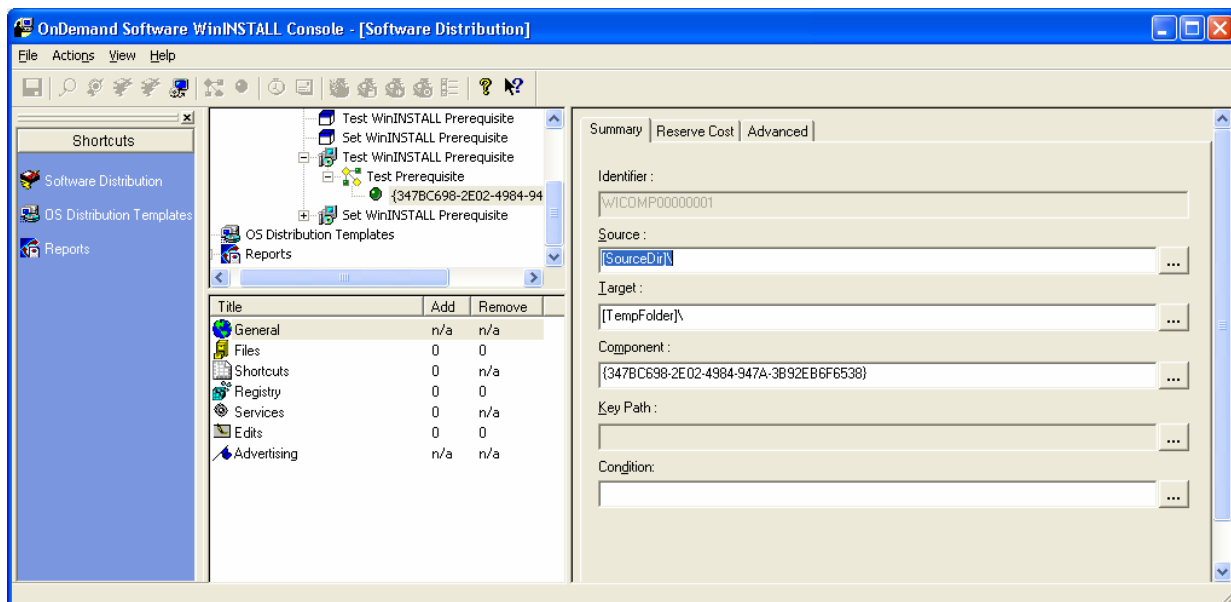 OnDemand Software WinINSTALL Console - [Software Distribution]
File Actions View Help
Shortcuts
Software Distribution
OS Distribution Templates
Reports
Test WinINSTALL Prerequisite
Set WinINSTALL Prerequisite
Test WinINSTALL Prerequisite
Test Prerequisite
{347BC698-2E02-4984-94
Set WinINSTALL Prerequisite
OS Distribution Templates
Reports
Title Add Remove
General n/a n/a
Files 0 0
Shortcuts 0 n/a
Registry 0 0
Services 0 n/a
Edits 0 0
Advertising n/a n/a
Summary Reserve Cost Advanced
Identifier :
WICOMP00000001
Source :
[SourceDir]\
...
Target :
[TempFolder]\
...
Component :
{347BC698-2E02-4984-947A-3B92EB6F6538}
...
Key Path :
...
Condition:
...